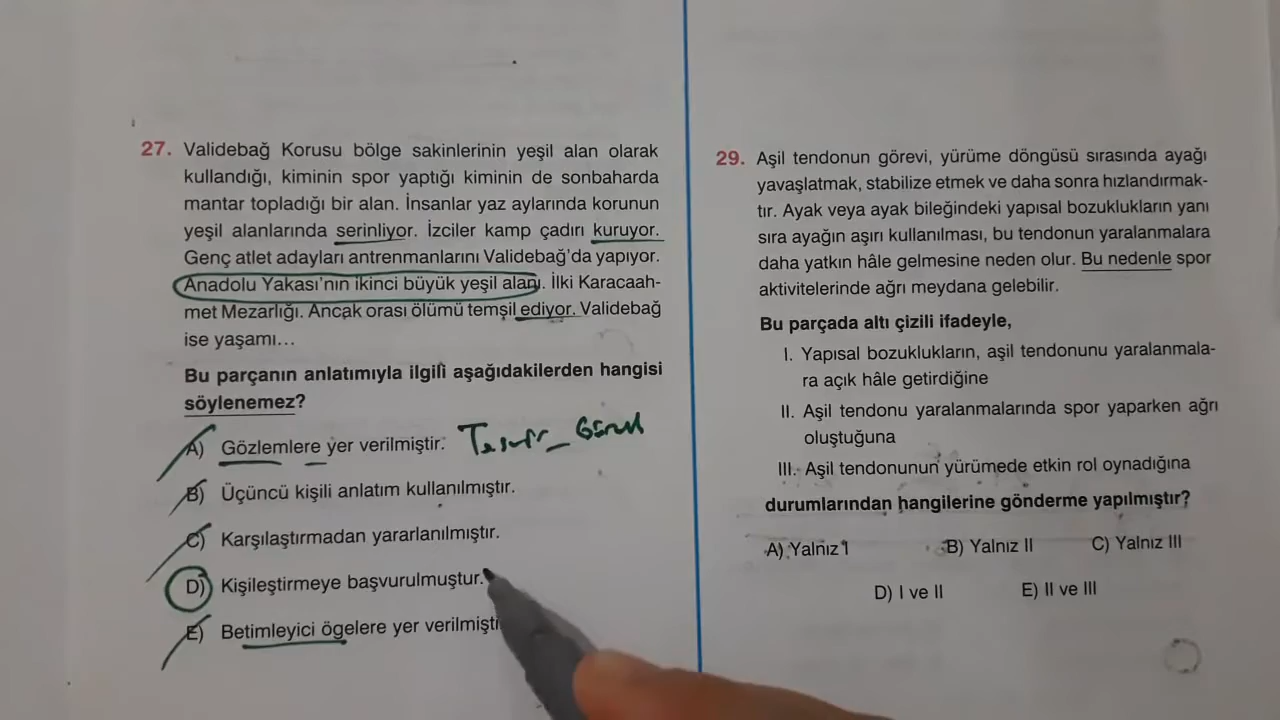 27. Validebağ Korusu bölge sakinlerinin yeşil alan olarak
kullandığı, kiminin spor yaptığı kiminin de sonbaharda
mantar topladığı bir alan. İnsanlar yaz aylarında korunun
yeşil alanlarında serinliyor. İzciler kamp çadırı kuruyor.
Genç atlet adayları antrenmanlarını Validebağ'da yapıyor.
Anadolu Yakası'nın ikinci büyük yeşil alanı. İlki Karacaah-
met Mezarlığı. Ancak orası ölümü temsil ediyor. Validebağ
ise yaşamı...
Bu parçanın anlatımıyla ilgili aşağıdakilerden hangisi
söylenemez?
A) Gözlemlere yer verilmiştir.
B) Üçüncü kişili anlatım kullanılmıştır.
C) Karşılaştırmadan yararlanılmıştır.
D) Kişileştirmeye başvurulmuştur.
E) Betimleyici ögelere yer verilmişti
29. Aşil tendonun görevi, yürüme döngüsü sırasında ayağı
yavaşlatmak, stabilize etmek ve daha sonra hızlandırmak-
tır. Ayak veya ayak bileğindeki yapısal bozuklukların yanı
sıra ayağın aşırı kullanılması, bu tendonun yaralanmalara
daha yatkın hâle gelmesine neden olur. Bu nedenle spor
aktivitelerinde ağrı meydana gelebilir.
Bu parçada altı çizili ifadeyle,
I. Yapısal bozuklukların, aşil tendonunu yaralanmala-
ra açık hâle getirdiğine
II. Aşil tendonu yaralanmalarında spor yaparken ağrı
oluştuğuna
III. Aşil tendonunun yürümede etkin rol oynadığına
durumlarından hangilerine gönderme yapılmıştır?
A) Yalnız I B) Yalnız II C) Yalnız III
D) I ve II E) II ve III